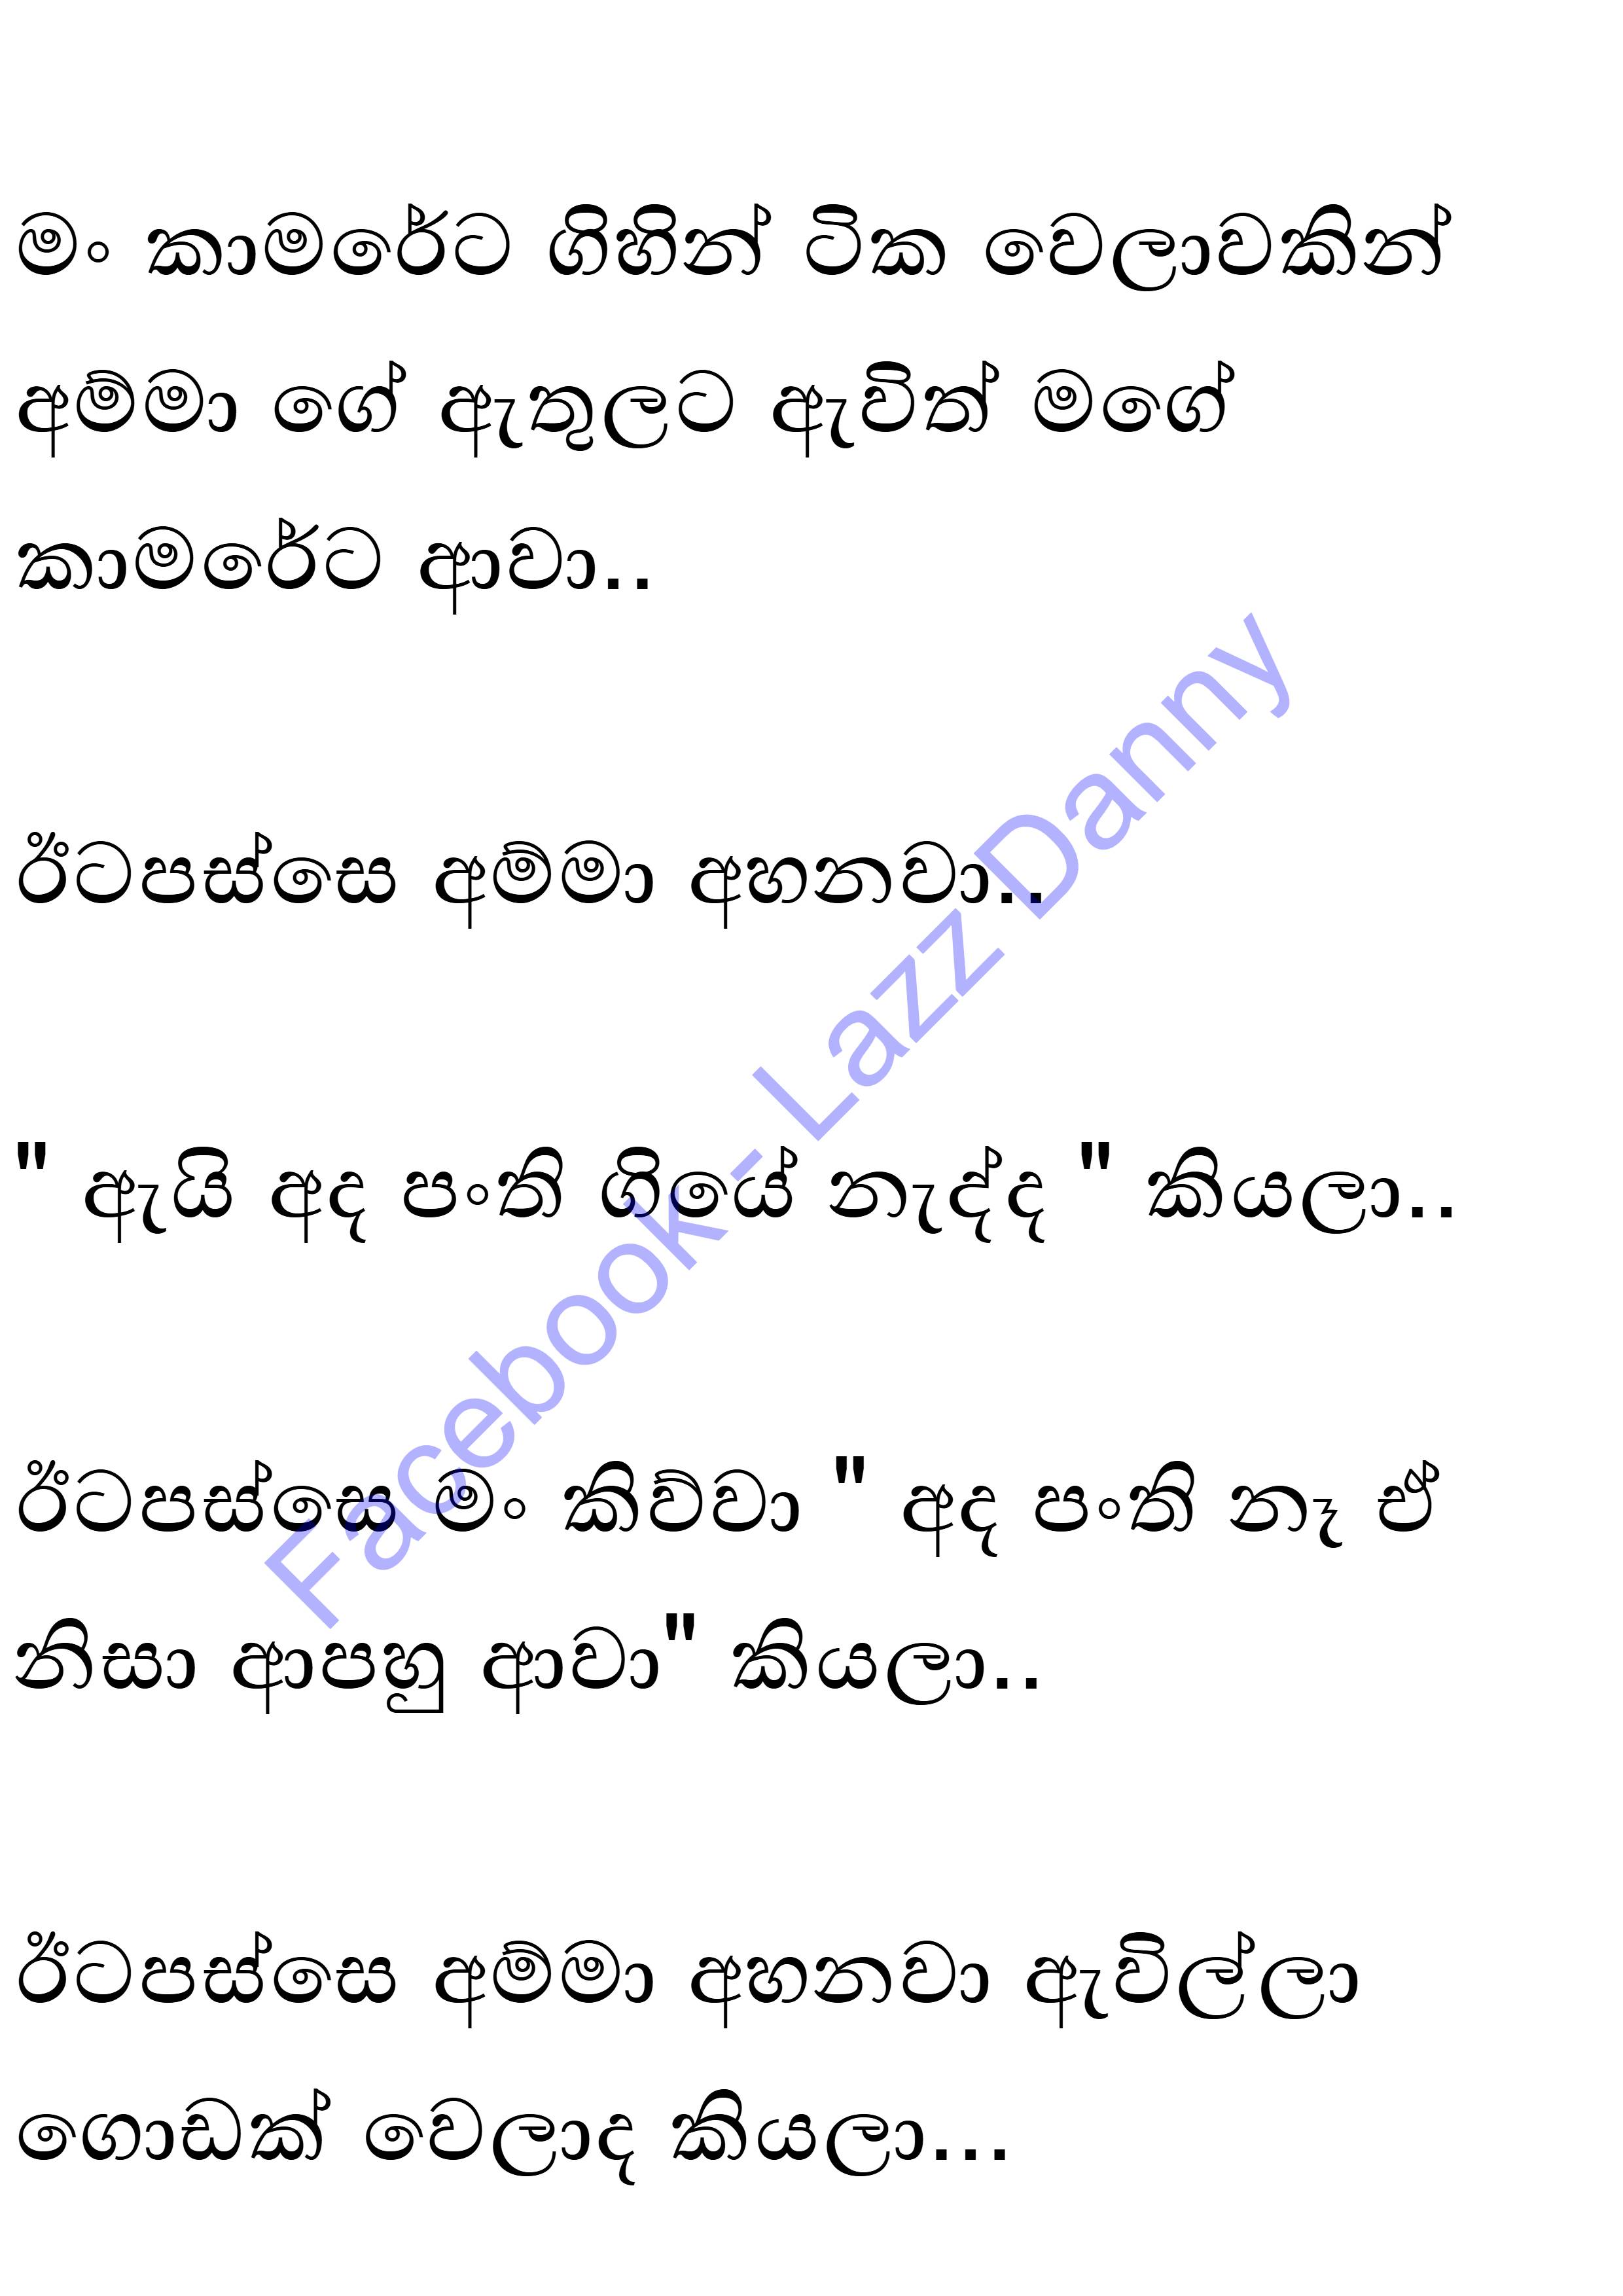 මං කාමරේට ගිහින් ටික වෙලාවකින්
අම්මා ගේ ඇතුලට ඇවිත් මගේ
කාමරේට ආවා..
ඊටපස්සෙ අම්මා අහනවා..
" ඇයි අද පංති ගියේ නැද්ද " කියලා..
ඊටපස්සෙ මං කිව්වා " අද පංති නෑ ඒ
නිසා ආපහු ආවා" කියලා..
ඊටපස්සෙ අම්මා අහනවා ඇවිල්ලා
ගොඩක් වෙලාද කියලා...
Facebook - Lazz Danny